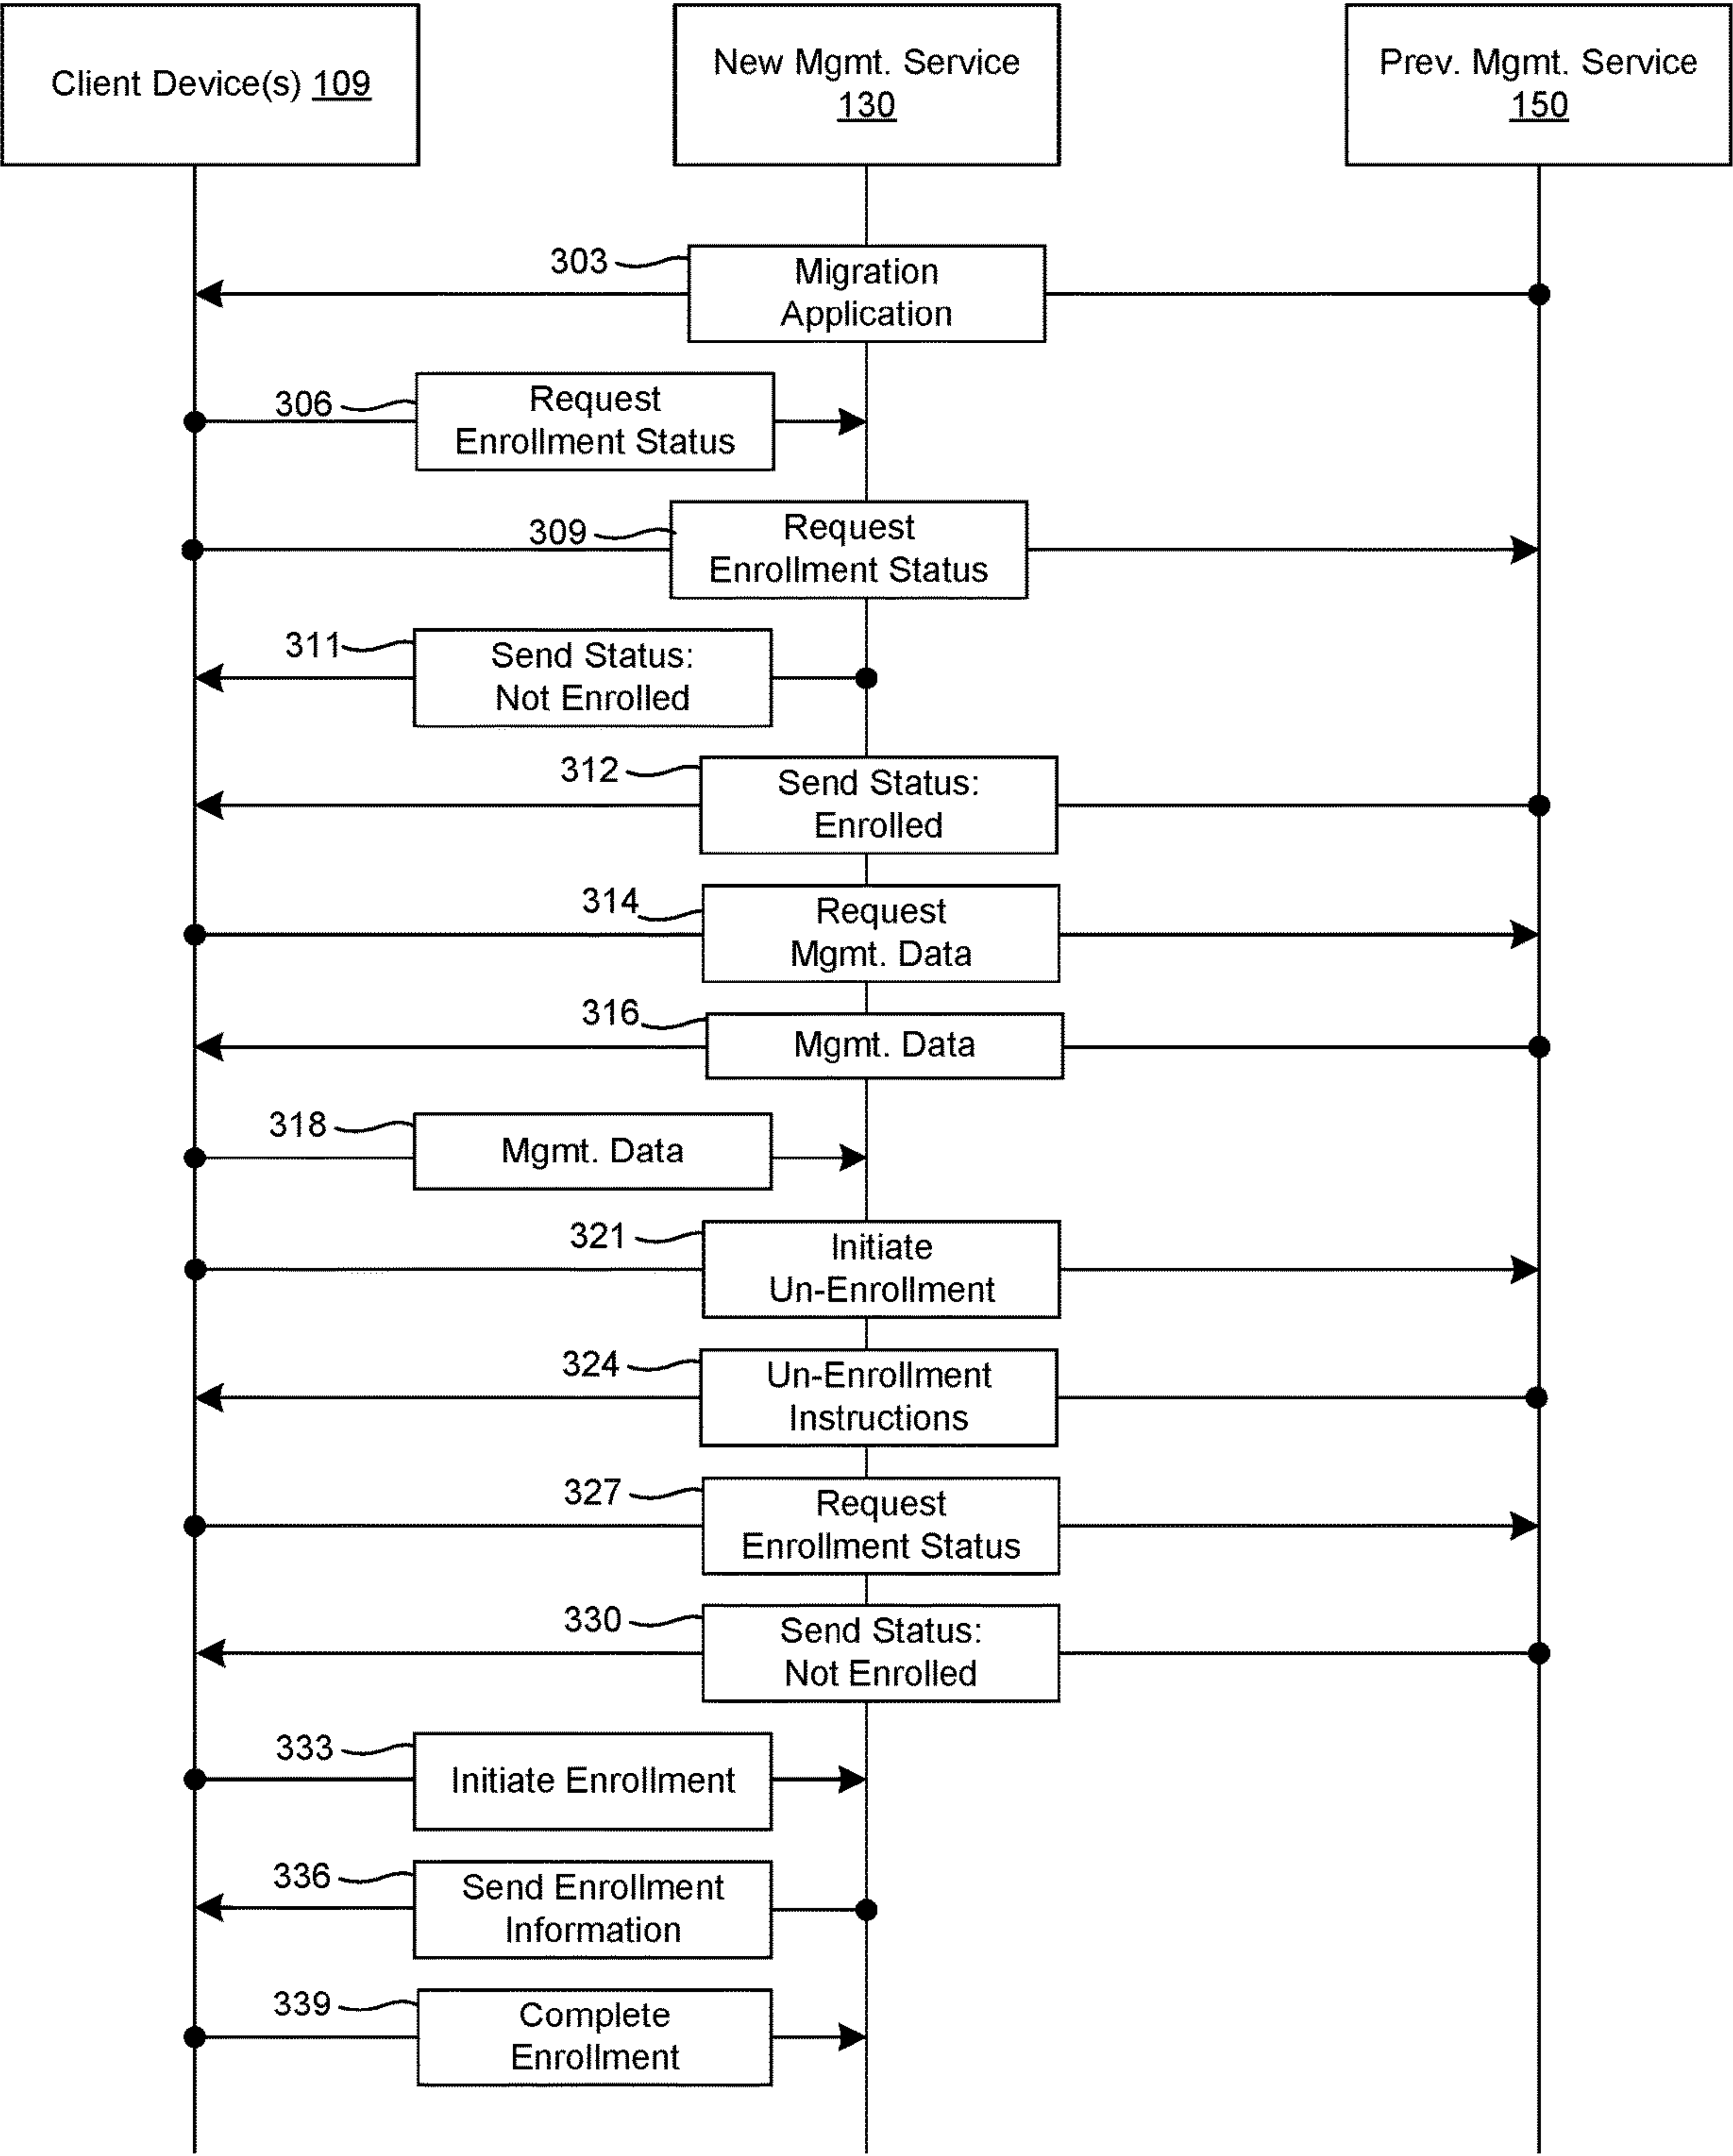 Client Device(s) 109
New Mgmt. Service
130
Prev. Mgmt. Service
150
303
Migration
Application
306
Request
Enrollment Status
309
Request
Enrollment Status
311
Send Status:
Not Enrolled
312
Send Status:
Enrolled
314
Request
Mgmt. Data
316
Mgmt. Data
318
Mgmt. Data
321
Initiate
Un-Enrollment
324
Un-Enrollment
Instructions
327
Request
Enrollment Status
330
Send Status:
Not Enrolled
333
Initiate Enrollment
336
Send Enrollment
Information
339
Complete
Enrollment